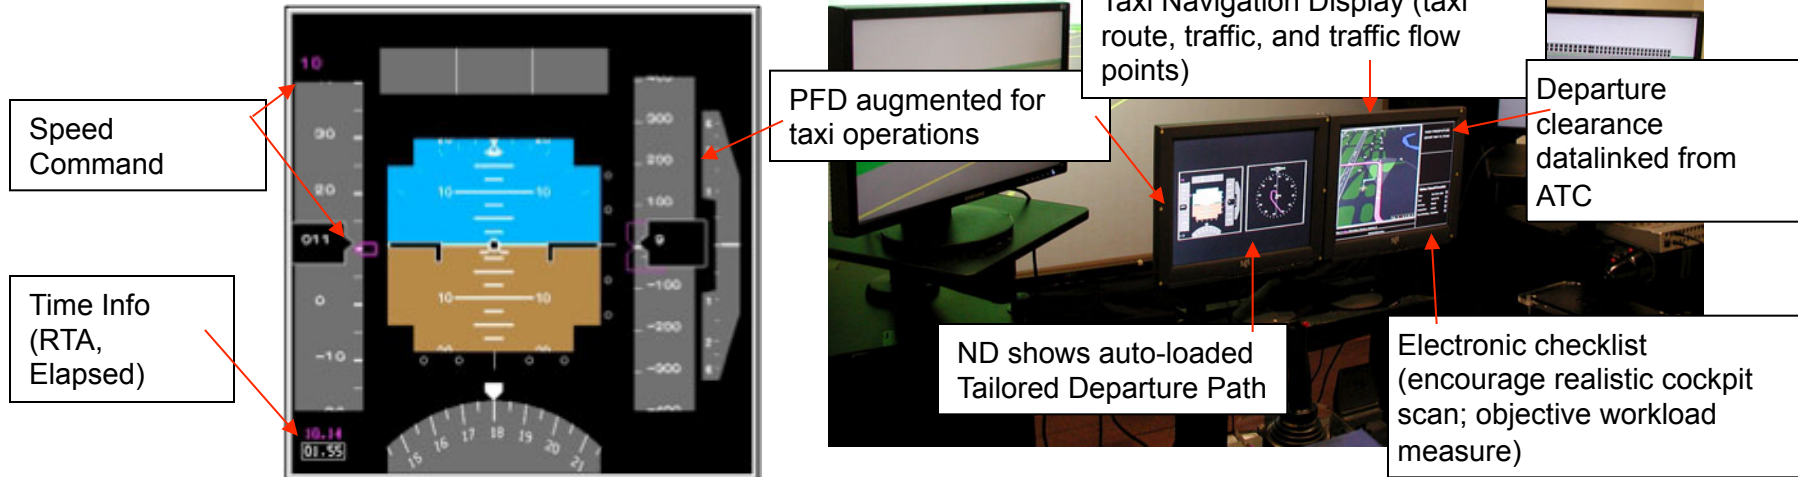 Speed
Command
Time Info
(RTA,
Elapsed)
10
30
20
011
0
-10
10.14
01.55
10 10
10 10
15 16 17 18 19 20 21
300
200
100
9
-100
-200
-300
PFD augmented for
taxi operations
Taxi Navigation Display (taxi
route, traffic, and traffic flow
points)
Departure
clearance
datalinked from
ATC
ND shows auto-loaded
Tailored Departure Path
Electronic checklist
(encourage realistic cockpit
scan; objective workload
measure)